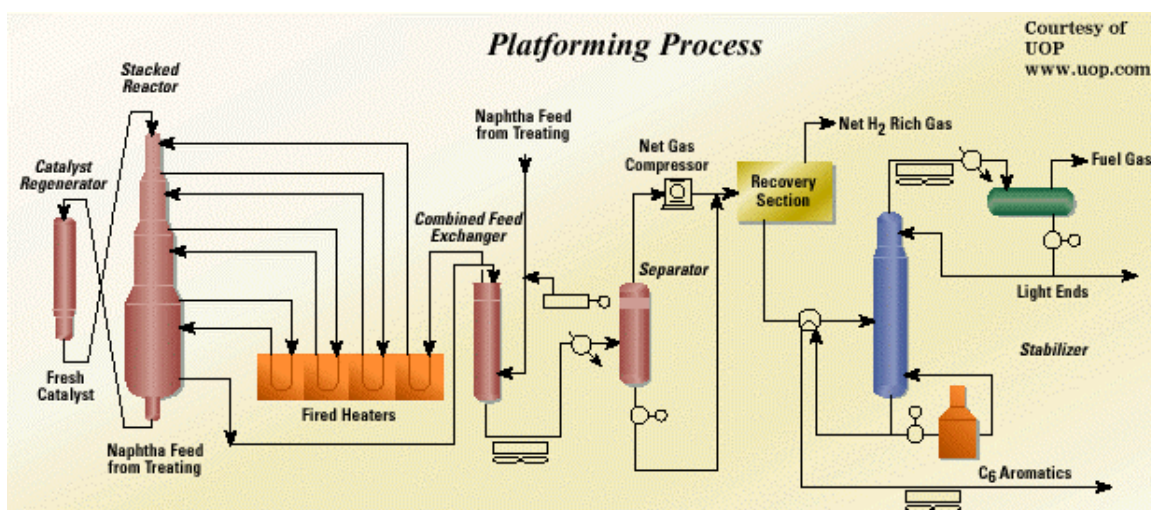 Platforming Process
Courtesy of
UOP
www.uop.com
Stacked
Reactor
Naphtha Feed
from Treating
Net H₂ Rich Gas
Net Gas
Compressor
Fuel Gas
Catalyst
Regenerator
Recovery
Section
Combined Feed
Exchanger
Separator
Light Ends
Stabilizer
Fresh
Catalyst
Fired Heaters
Naphtha Feed
from Treating
C₆ Aromatics